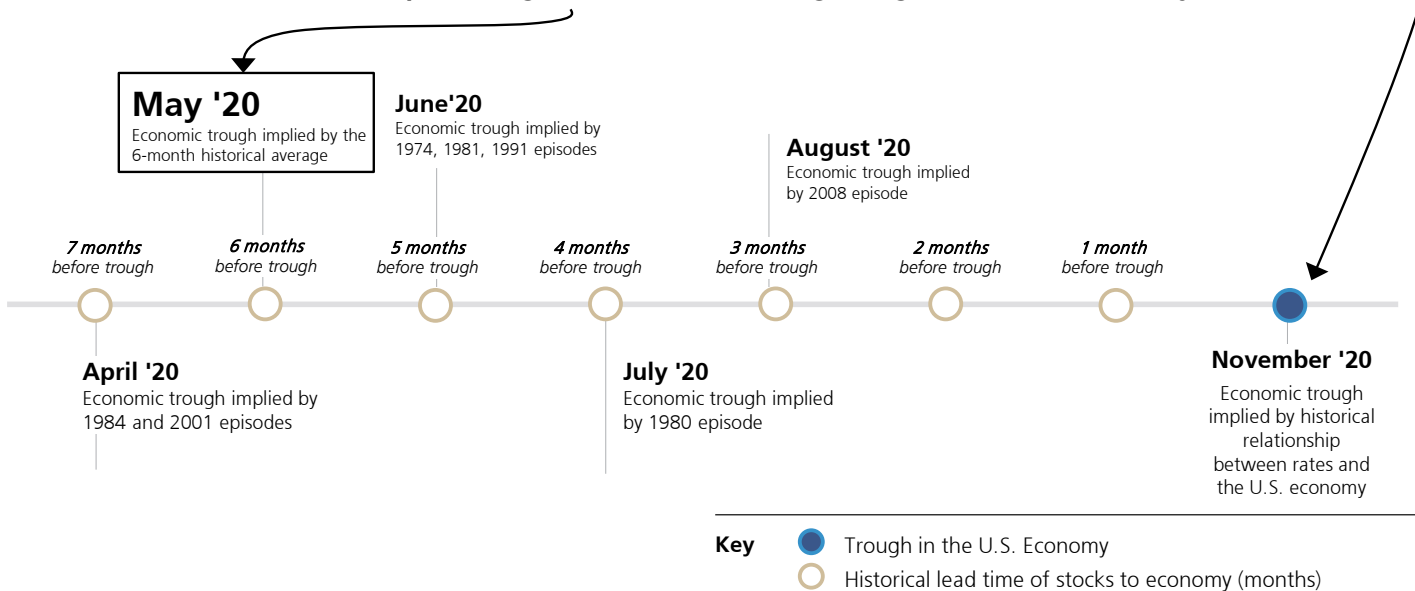 May '20
Economic trough implied by the
6-month historical average
June'20
Economic trough implied by
1974, 1981, 1991 episodes
August '20
Economic trough implied
by 2008 episode
7 months
before trough
6 months
before trough
5 months
before trough
4 months
before trough
3 months
before trough
2 months
before trough
1 month
before trough
April '20
Economic trough implied by
1984 and 2001 episodes
July '20
Economic trough implied
by 1980 episode
November '20
Economic trough
implied by historical
relationship
between rates and
the U.S. economy
Key
Trough in the U.S. Economy
Historical lead time of stocks to economy (months)